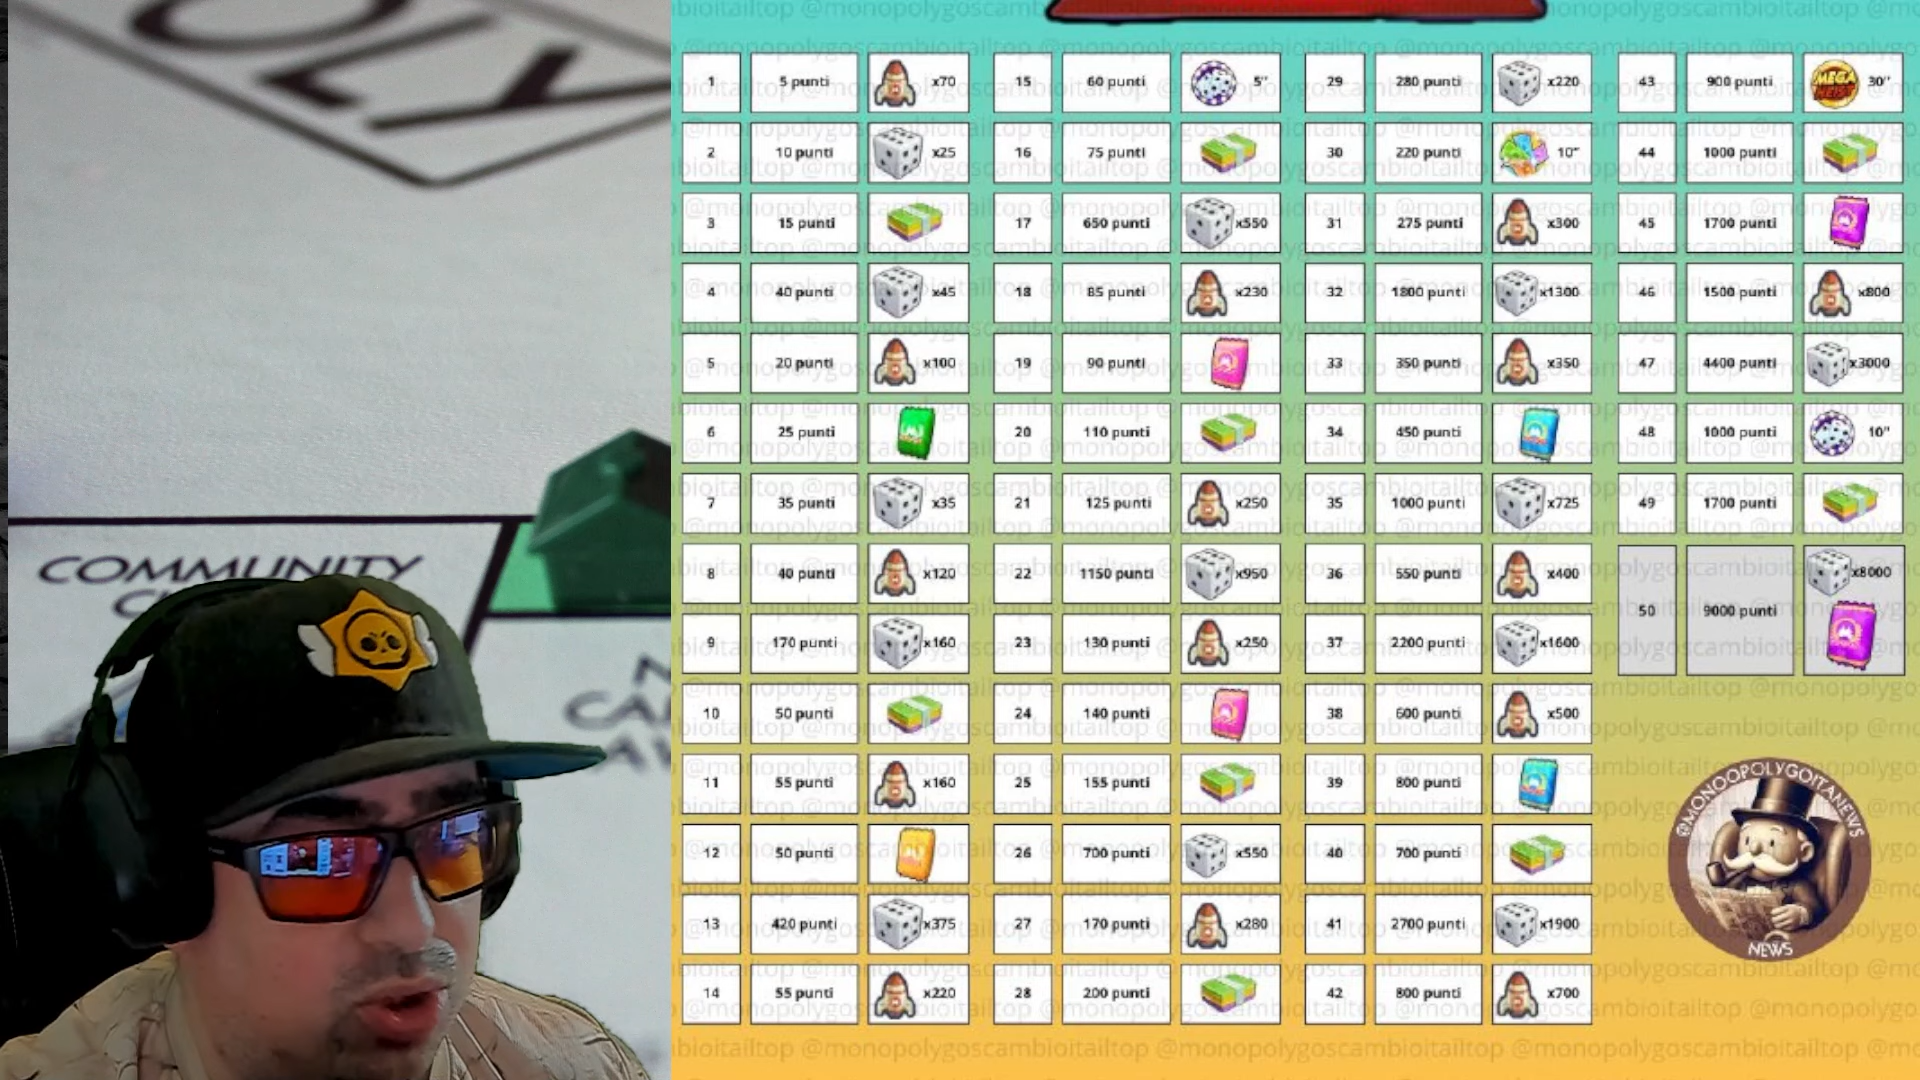 OLY
COMMUNITY
1 5 punti x70
2 10 punti x25
3 15 punti
4 40 punti x45
5 20 punti x100
6 25 punti
7 35 punti x35
8 40 punti x120
9 170 punti x160
10 50 punti
11 55 punti x160
12 50 punti
13 420 punti x375
14 55 punti x220
15 60 punti 5"
16 75 punti
17 650 punti x550
18 85 punti x230
19 90 punti
20 110 punti
21 125 punti x250
22 1150 punti x950
23 130 punti x250
24 140 punti
25 155 punti
26 700 punti x550
27 170 punti x280
28 200 punti
29 280 punti x220
30 220 punti 10"
31 275 punti x300
32 1800 punti x1300
33 350 punti x350
34 450 punti
35 1000 punti x725
36 550 punti x400
37 2200 punti x1600
38 600 punti x500
39 800 punti
40 700 punti
41 2700 punti x1900
42 800 punti x700
43 900 punti MEGA HEIST 30"
44 1000 punti
45 1700 punti
46 1500 punti x800
47 4400 punti x3000
48 1000 punti 10"
49 1700 punti
50 9000 punti x8000
@MONOOPOLYGOITANEWS
NEWS
@monopolygoscambioitailtop